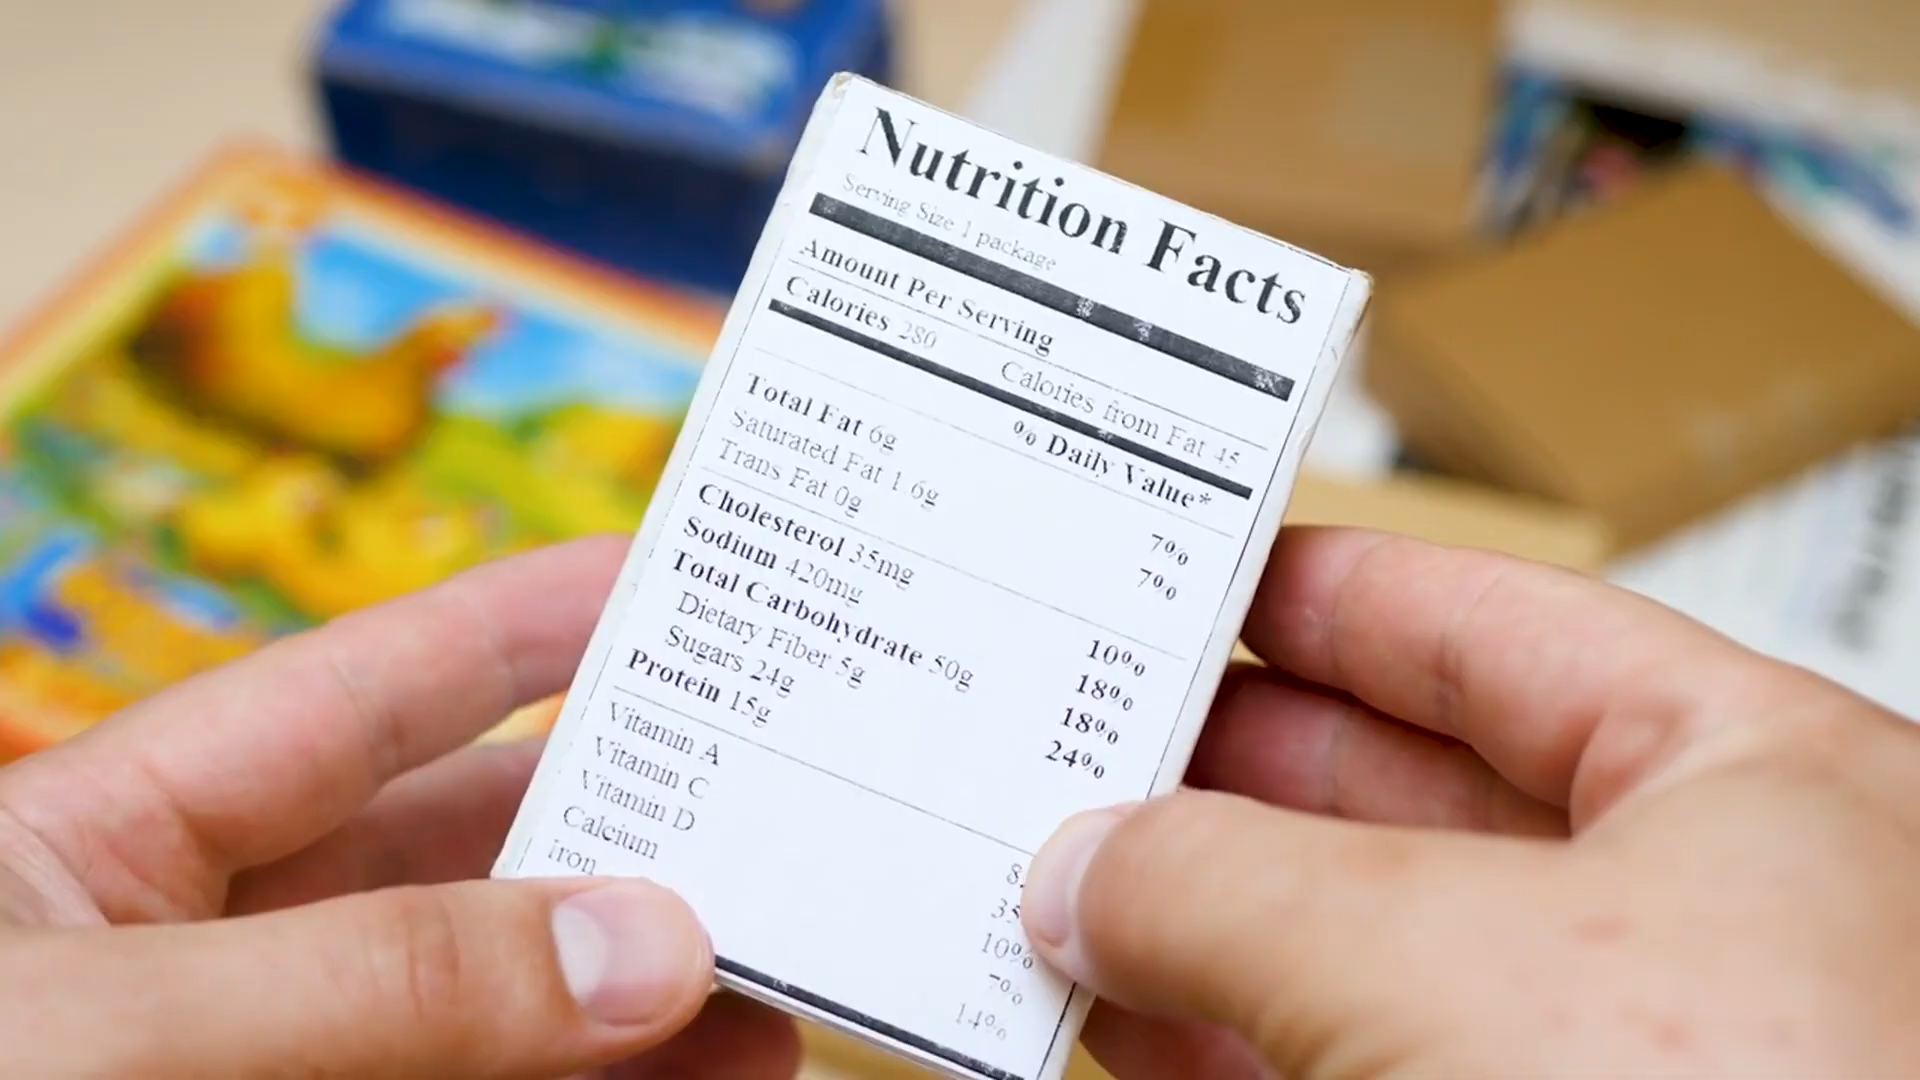 Nutrition Facts
Serving Size 1 package
Amount Per Serving
Calories 280 Calories from Fat 45
% Daily Value*
Total Fat 6g 7%
Saturated Fat 1.6g 7%
Trans Fat 0g
Cholesterol 35mg 10%
Sodium 420mg 18%
Total Carbohydrate 50g 18%
Dietary Fiber 5g 24%
Sugars 24g
Protein 15g
Vitamin A
Vitamin C
Vitamin D 10%
Calcium 7%
Iron 14%